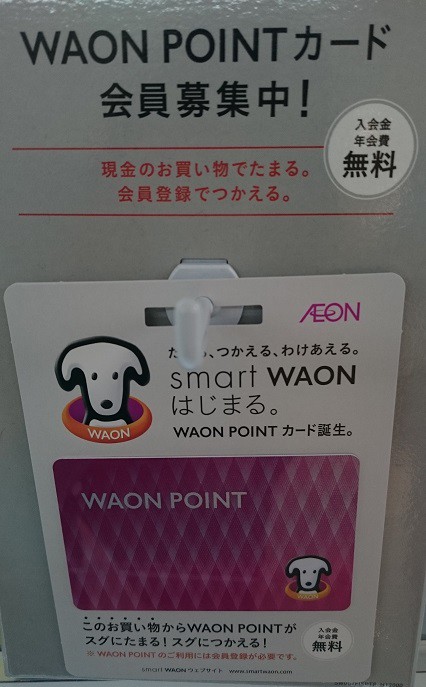 WAON POINTカード
会員募集中!
入会金
年会費
無料
現金のお買い物でたまる。
会員登録でつかえる。
ÆON
、つかえる、わけあえる。
smart WAON
はじまる。
WAON
WAON POINT カード誕生。
WAON POINT
WAON
このお買い物からWAON POINTが
スグにたまる!スグにつかえる!
※ WAON POINTのご利用には会員登録が必要です。
入会金
年会費
無料
smart WAON ウェブサイト www.smartwaon.com